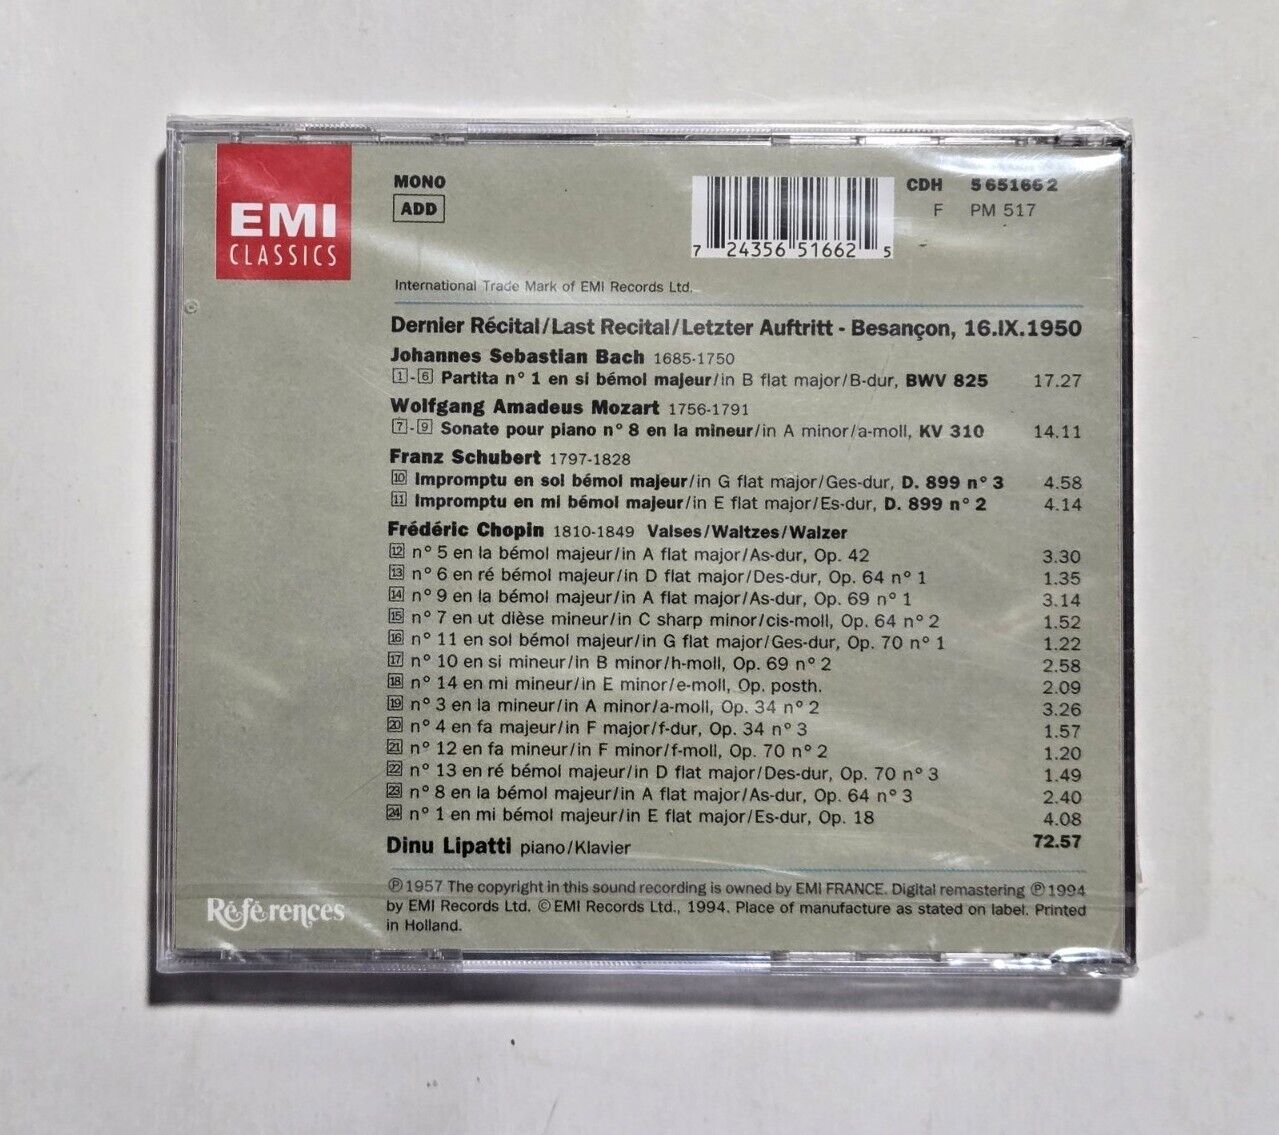 EMI
CLASSICS
MONO
ADD
7 24356 51662 5
CDH 5 65166 2
F PM 517
International Trade Mark of EMI Records Ltd.
Dernier Récital/Last Recital/Letzter Auftritt - Besançon, 16.IX.1950
Johannes Sebastian Bach 1685-1750
1-6 Partita n° 1 en si bémol majeur/in B flat major/B-dur, BWV 825 17.27
Wolfgang Amadeus Mozart 1756-1791
7-9 Sonate pour piano n° 8 en la mineur/in A minor/a-moll, KV 310 14.11
Franz Schubert 1797-1828
10 Impromptu en sol bémol majeur/in G flat major/Ges-dur, D. 899 n° 3 4.58
11 Impromptu en mi bémol majeur/in E flat major/Es-dur, D. 899 n° 2 4.14
Frédéric Chopin 1810-1849 Valses/Waltzes/Walzer
12 n° 5 en la bémol majeur/in A flat major/As-dur, Op. 42 3.30
13 n° 6 en ré bémol majeur/in D flat major/Des-dur, Op. 64 n° 1 1.35
14 n° 9 en la bémol majeur/in A flat major/As-dur, Op. 69 n° 1 3.14
15 n° 7 en ut dièse mineur/in C sharp minor/cis-moll, Op. 64 n° 2 1.52
16 n° 11 en sol bémol majeur/in G flat major/Ges-dur, Op. 70 n° 1 1.22
17 n° 10 en si mineur/in B minor/h-moll, Op. 69 n° 2 2.58
18 n° 14 en mi mineur/in E minor/e-moll, Op. posth. 2.09
19 n° 3 en la mineur/in A minor/a-moll, Op. 34 n° 2 3.26
20 n° 4 en fa majeur/in F major/f-dur, Op. 34 n° 3 1.57
21 n° 12 en fa mineur/in F minor/f-moll, Op. 70 n° 2 1.20
22 n° 13 en ré bémol majeur/in D flat major/Des-dur, Op. 70 n° 3 1.49
23 n° 8 en la bémol majeur/in A flat major/As-dur, Op. 64 n° 3 2.40
24 n° 1 en mi bémol majeur/in E flat major/Es-dur, Op. 18 4.08
72.57
Dinu Lipatti piano/Klavier
℗ 1957 The copyright in this sound recording is owned by EMI FRANCE. Digital remastering ℗ 1994
by EMI Records Ltd. © EMI Records Ltd., 1994. Place of manufacture as stated on label. Printed
in Holland.
Références